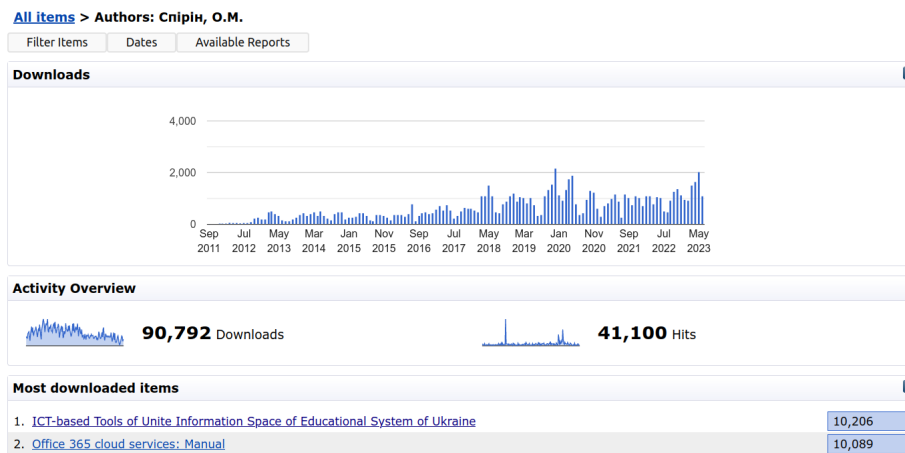 All items > Authors: Спірін, О.М.
Filter Items Dates Available Reports
Downloads
4,000
2,000
0
Sep 2011 Jul 2012 May 2013 Mar 2014 Jan 2015 Nov 2015 Sep 2016 Jul 2017 May 2018 Mar 2019 Jan 2020 Nov 2020 Sep 2021 Jul 2022 May 2023
Activity Overview
90,792 Downloads
41,100 Hits
Most downloaded items
1. ICT-based Tools of Unite Information Space of Educational System of Ukraine 10,206
2. Office 365 cloud services: Manual 10,089